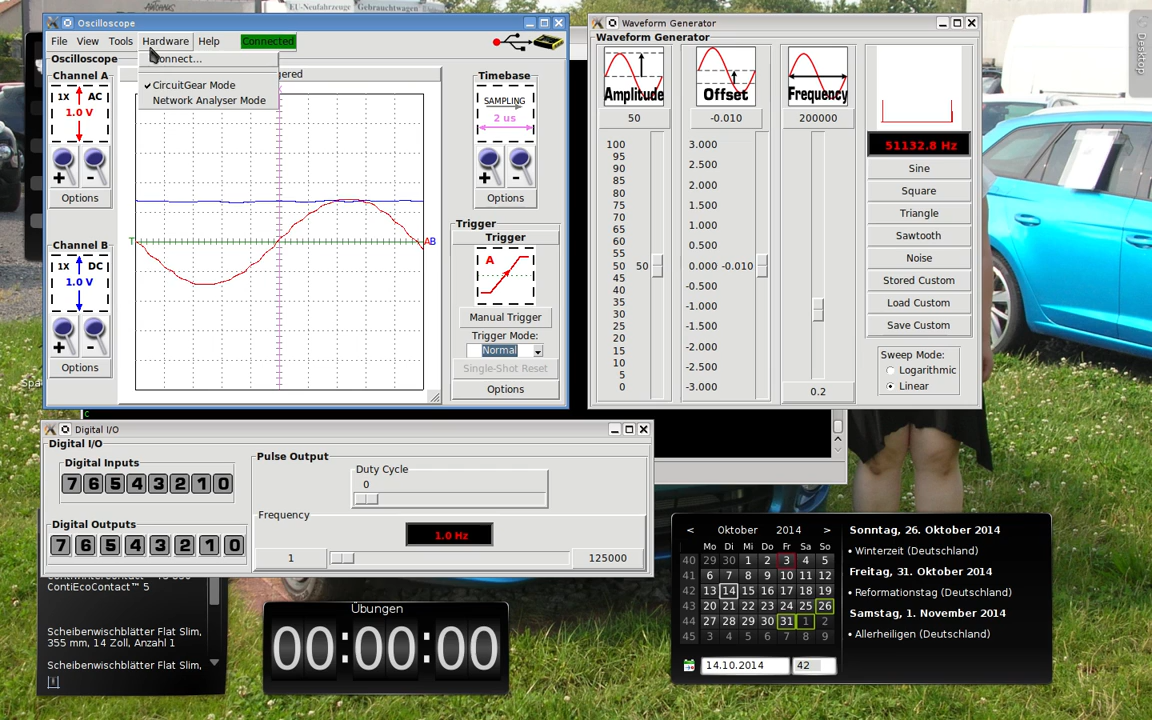 EU-Neufahrzeuge Gebrauchtwagen
Desktop
Oscilloscope
File View Tools Hardware Help Connected
Connect...
CircuitGear Mode
Network Analyser Mode
Oscilloscope
gered
Channel A
1X AC
1.0 V
+ -
Options
Channel B
1X DC
1.0 V
+ -
Options
T
AB
Timebase
SAMPLING
2 us
+ -
Options
Trigger
Trigger
A
Manual Trigger
Trigger Mode:
Normal
Single-Shot Reset
Options
Waveform Generator
Waveform Generator
Amplitude Offset Frequency
50 -0.010 200000
100
95
90
85
80
75
70
65
60
55
50 50
45
40
35
30
25
20
15
10
5
0
3.000
2.500
2.000
1.500
1.000
0.500
0.000 -0.010
-0.500
-1.000
-1.500
-2.000
-2.500
-3.000
0.2
51132.8 Hz
Sine
Square
Triangle
Sawtooth
Noise
Stored Custom
Load Custom
Save Custom
Sweep Mode:
Logarithmic
Linear
Digital I/O
Digital I/O
Digital Inputs
7 6 5 4 3 2 1 0
Digital Outputs
7 6 5 4 3 2 1 0
Pulse Output
Duty Cycle
0
Frequency
1.0 Hz
1 125000
ContiEcoContact™ 5
Scheibenwischblätter Flat Slim,
355 mm, 14 Zoll, Anzahl 1
Scheibenwischblätter Flat Slim,
Übungen
00:00:00
< Oktober 2014 >
Mo Di Mi Do Fr Sa So
40 29 30 1 2 3 4 5
41 6 7 8 9 10 11 12
42 13 14 15 16 17 18 19
43 20 21 22 23 24 25 26
44 27 28 29 30 31 1 2
45 3 4 5 6 7 8 9
14.10.2014 42
Sonntag, 26. Oktober 2014
• Winterzeit (Deutschland)
Freitag, 31. Oktober 2014
• Reformationstag (Deutschland)
Samstag, 1. November 2014
• Allerheiligen (Deutschland)